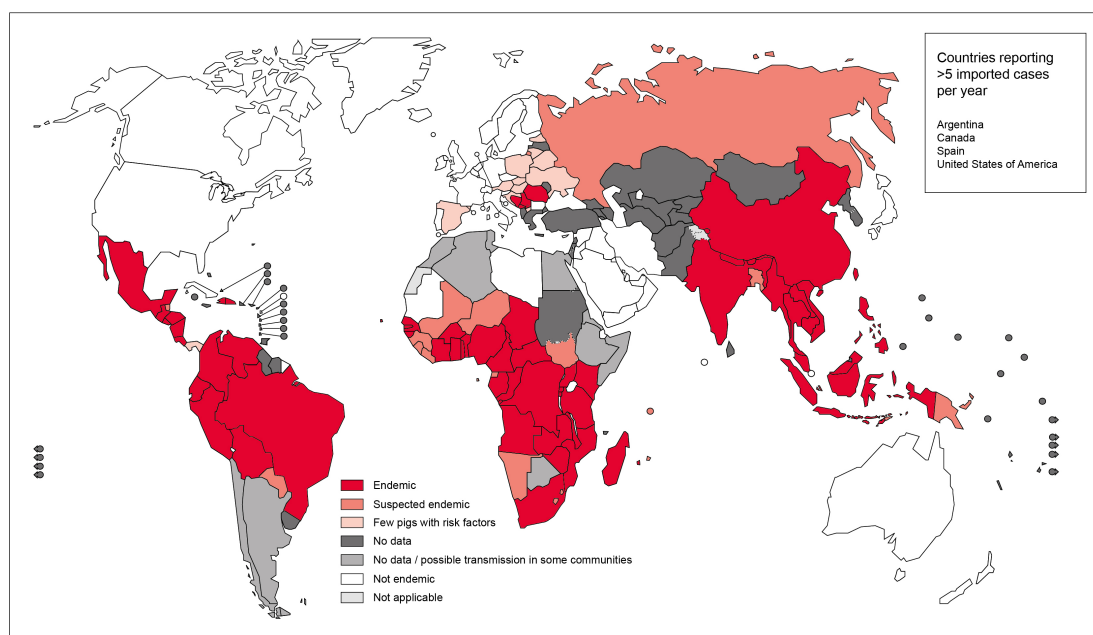 Countries reporting
>5 imported cases
per year
Argentina
Canada
Spain
United States of America
Endemic
Suspected endemic
Few pigs with risk factors
No data
No data / possible transmission in some communities
Not endemic
Not applicable